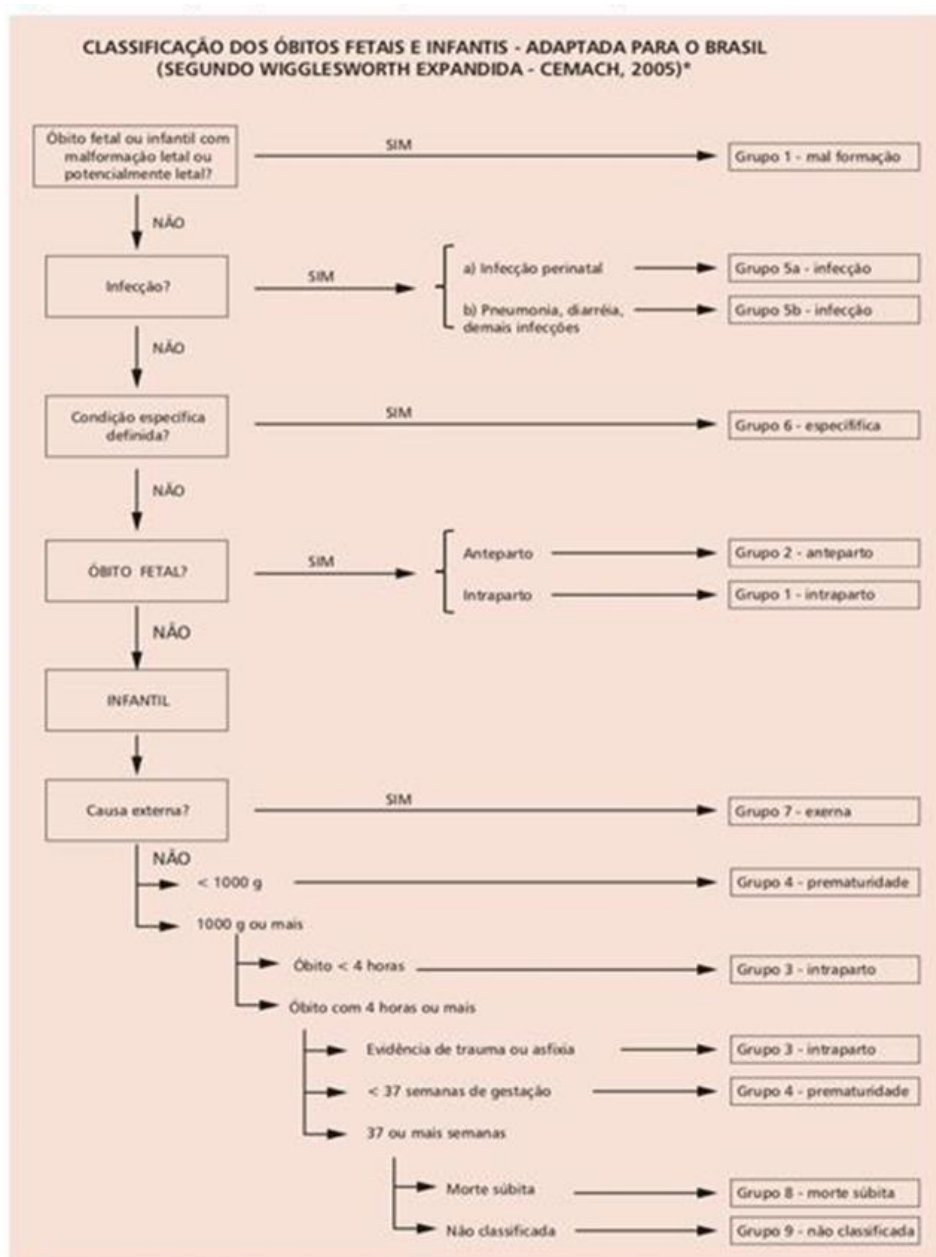 CLASSIFICAÇÃO DOS ÓBITOS FETAIS E INFANTIS - ADAPTADA PARA O BRASIL
(SEGUNDO WIGGLESWORTH EXPANDIDA - CEMACH, 2005)*
Óbito fetal ou infantil com
malformação letal ou
potencialmente letal?
SIM
Grupo 1 - mal formação
NÃO
Infecção?
SIM
a) Infecção perinatal
Grupo 5a - infecção
b) Pneumonia, diarréia,
demais infecções
Grupo 5b - infecção
NÃO
Condição específica
definida?
SIM
Grupo 6 - especílifica
NÃO
ÓBITO FETAL?
SIM
Anteparto
Grupo 2 - anteparto
Intraparto
Grupo 1 - intraparto
NÃO
INFANTIL
Causa externa?
SIM
Grupo 7 - exerna
NÃO
< 1000 g
Grupo 4 - prematuridade
1000 g ou mais
Óbito < 4 horas
Grupo 3 - intraparto
Óbito com 4 horas ou mais
Evidência de trauma ou asfixia
Grupo 3 - intraparto
< 37 semanas de gestação
Grupo 4 - prematuridade
37 ou mais semanas
Morte súbita
Grupo 8 - morte súbita
Não classificada
Grupo 9 - não classificada